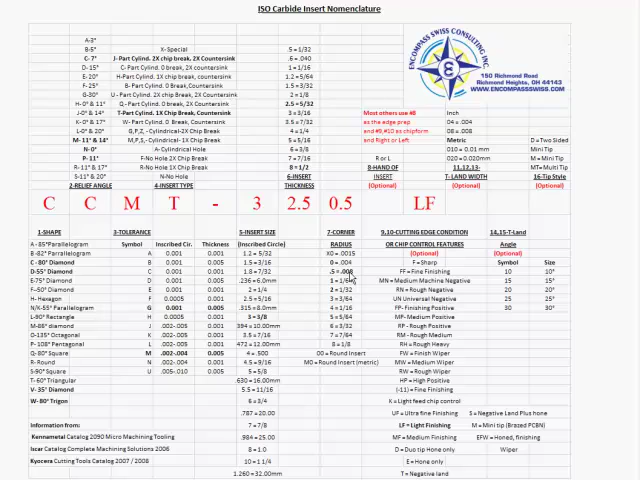 ISO Carbide Insert Nomenclature
A-3°
B-5° X-Special .5 = 1/32
C-7° J- Part Cylind. 2X chip break, 2X Countersink .6 = .040
D-15° C- Part Cylind. 2X Countersink 1 = 1/16
E-20° H-Part Cylind. 1X chip break, countersink 1.2 = 5/64
F-25° B-Part Cylind. 0 Break, countersink 1.5 = 3/32
G-30° U - Part Cylind. 2X Break, 2X Countersink 2 = 1/8
H-0° & 11° Q - Part Cylind. 0 Break, 2X Countersink 2.5 = 5/32
J-0° & 14° T-Part Cylind. 1X chip break, countersink 3 = 3/16 Most others use #8 Inch
K-0° & 17° W- Part Cylind. 0 Break, countersink 3.5 = 7/32 as the edge prep 04 = .004
L-0° & 20° G,P,Z, - Cylindrical-2X Chip Break 4 = 1/4 and #9,#10 as chipform 08 = .008
M- 11° & 14° M,P,S,Z, - Cylindrical-1X Chip Break 5 = 5/16 and Right or Left Metric D = Two Sided
N-0° A-Cylindrical Hole 6 = 3/8 010 = 0.01 mm Mini Tip
P- 11° F-No Hole 2X Chip Break 7 = 7/16 R or L 020 = 0.020mm M = Mini Tip
R- 11° & 17° R-No Hole 1X Chip Break 8 = 1/2 8-HAND OF 11,12,13- MT=Multi Tip
S-11° & 20° N-No Hole 6-INSERT INSERT T-LAND WIDTH 16-Tip Style
2-RELIEF ANGLE 4-INSERT TYPE THICKNESS (Optional) (Optional) (Optional)
ENCOMPASS SWISS CONSULTING INC.
150 Richmond Road
Richmond Heights, OH 44143
WWW.ENCOMPASSWISS.COM
C C M T - 3 2.5 0.5 LF
1-SHAPE 3-TOLERANCE 5-INSERT SIZE 7-CORNER 9,10-CUTTING EDGE CONDITION 14,15-T-Land
A - 85°Parallelogram Symbol Inscribed Cir. Thickness (Inscribed Circle) RADIUS OR CHIP CONTROL FEATURES Angle
B -82° Parallelogram A 0.001 0.001 1.2 = 5/32 X0 = .0015 (Optional) (Optional)
C - 80° Diamond B 0.001 0.005 1.5 = 3/16 0 = .004 F = Sharp Symbol Size
D-55° Diamond C 0.001 0.001 1.8 = 7/32 .5 = .008 FF = Fine Finishing 10 10°
E-75° Diamond D 0.001 0.005 .236 = 6.0mm 1 = 1/64 MN = Medium Machine Negative 15 15°
F-50° Diamond E 0.001 0.001 2 = 1/4 2 = 1/32 RN = Rough Negative 20 20°
H-Hexagon F 0.0005 0.001 2.5 = 5/16 3 = 3/64 UN Universal Negative 25 25°
N/K-55° Parallelogram G 0.001 0.005 .315 = 8.0mm 4 = 1/16 FP- Finishing Positive 30 30°
L-90° Rectangle H 0.0005 0.001 3 = 3/8 5 = 5/64 MP- Medium Positive
M-86° diamond J .002-.005 0.001 .394 = 10.00mm 6 = 3/32 RP - Rough Positive
O-135° Octagonal K .002-.005 0.001 3.5 = 7/16 7 = 7/64 RM - Rough Medium
P- 108° Pentagonal L .002-.005 0.001 .472 = 12.00mm 8 = 1/8 RH = Rough Heavy
Q-80° square M .002-.004 0.005 4 = .500 00 = Round Insert FW = Finish Wiper
R-Round N .002-.004 0.001 4.5 = 9/16 M0 = Round Insert (metric) MW = Medium Wiper
S-90° Square U .005-.010 0.005 5 = 5/8 RW = Rough Wiper
T- 60° Triangular .630 = 16.00mm HP = High Positive
V- 35° Diamond 5.5 = 11/16 (-11) = Fine Finishing
W- 80° Trigon 6 = 3/4 K = Light feed chip control
.787 = 20.00 UF = Ultra fine Finishing S = Negative Land Plus hone
Information from: 7 = 7/8 LF = Light Finishing M = Mini tip (Brazed PCBN)
Kennametal Catalog 2090 Micro Machining Tooling .984 = 25.00 MF = Medium Finishing EFW = Honed, finishing
Iscar Catalog Complete Machining Solutions 2006 8 = 1.0 D = Duo tip Hone only Wiper
Kyocera Cutting Tools Catalog 2007 / 2008 10 = 1 1/4 E = Hone only
1.260 = 32.00mm T = Negative land